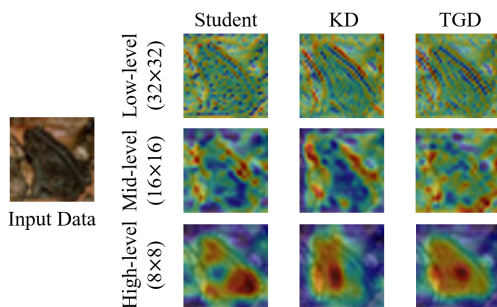 Student KD TGD
Low-level
(32×32)
Input Data
Mid-level
(16×16)
High-level
(8×8)